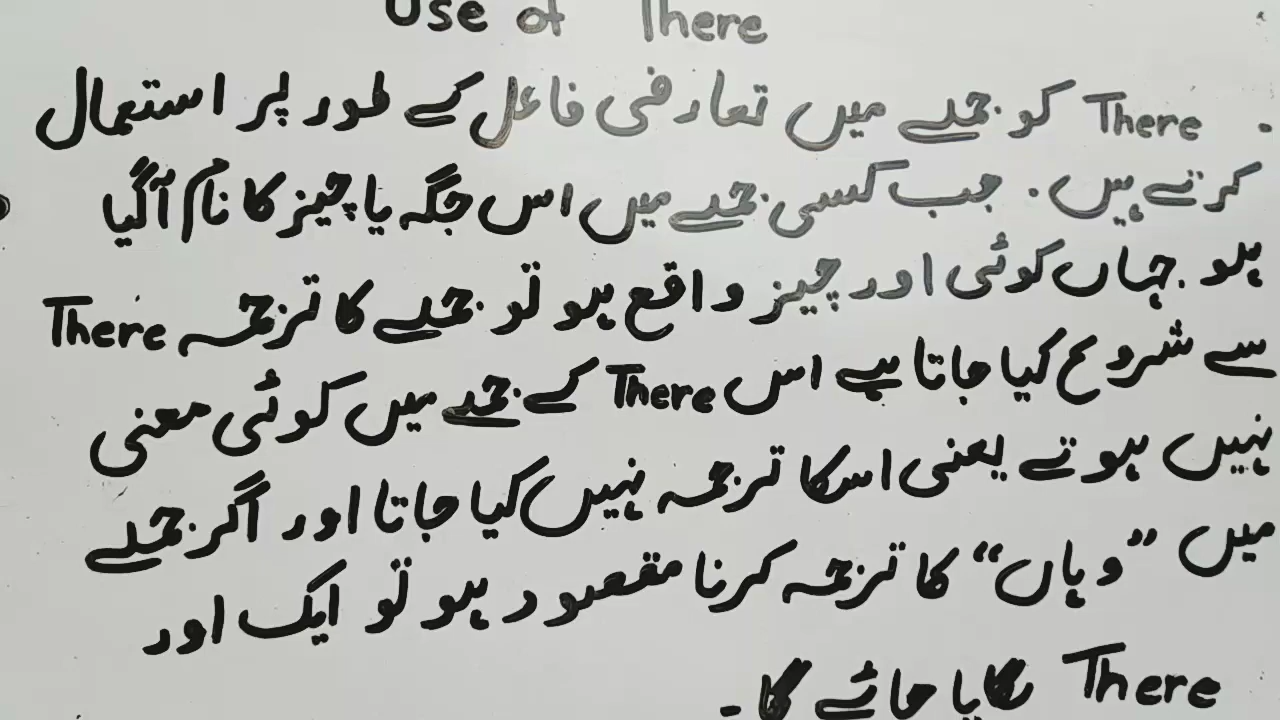 Use of There
There کو جملے میں تعارفی فاعل کے طور پر استعمال
کرتے ہیں۔ جب کسی جملے میں اس جگہ یا چیز کا نام آگیا
ہو جہاں کوئی اور چیز واقع ہو تو جملے کا ترجمہ There
سے شروع کیا جاتا ہے اس There کے جملے میں کوئی معنی
نہیں ہوتے یعنی اسکا ترجمہ نہیں کیا جاتا اور اگر جملے
میں "وہاں" کا ترجمہ کرنا مقصود ہو تو ایک اور
There لگایا جائے گا۔